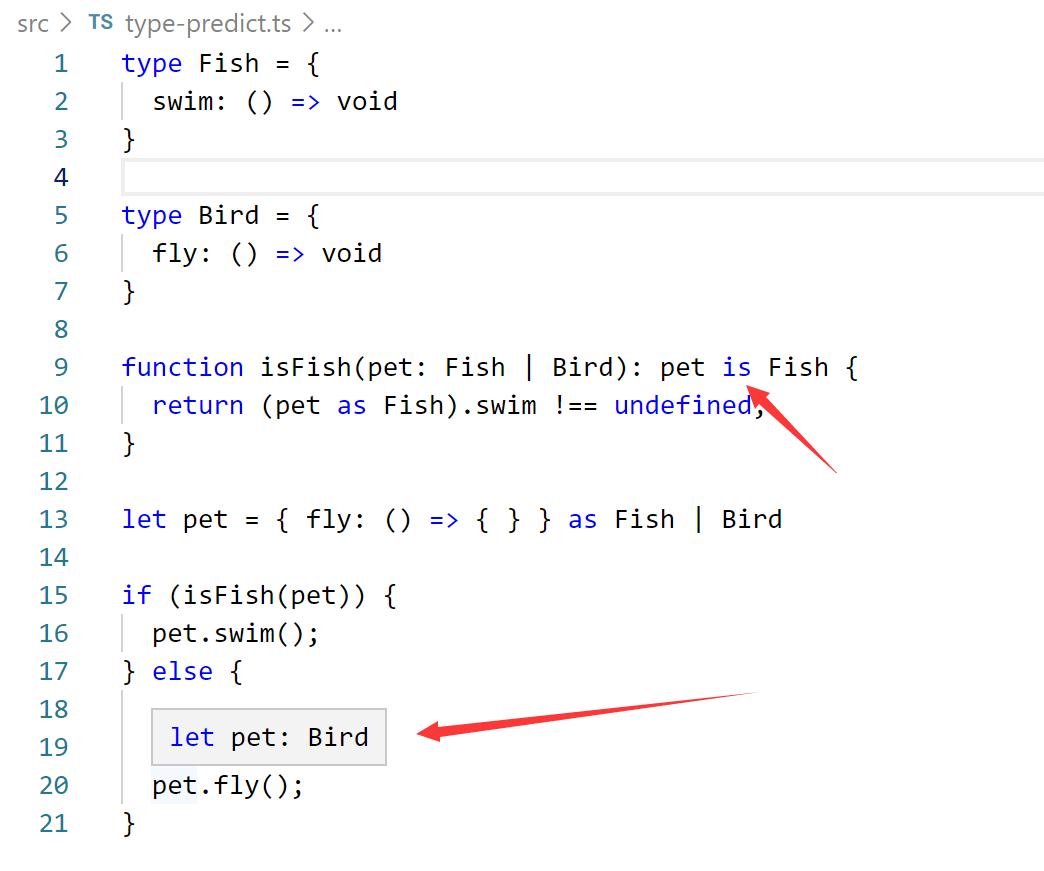 src > TS type-predict.ts > ...
1 type Fish = {
2 swim: () => void
3 }
4
5 type Bird = {
6 fly: () => void
7 }
8
9 function isFish(pet: Fish | Bird): pet is Fish {
10 return (pet as Fish).swim !== undefined;
11 }
12
13 let pet = { fly: () => { } } as Fish | Bird
14
15 if (isFish(pet)) {
16 pet.swim();
17 } else {
18
let pet: Bird
19
20 pet.fly();
21 }